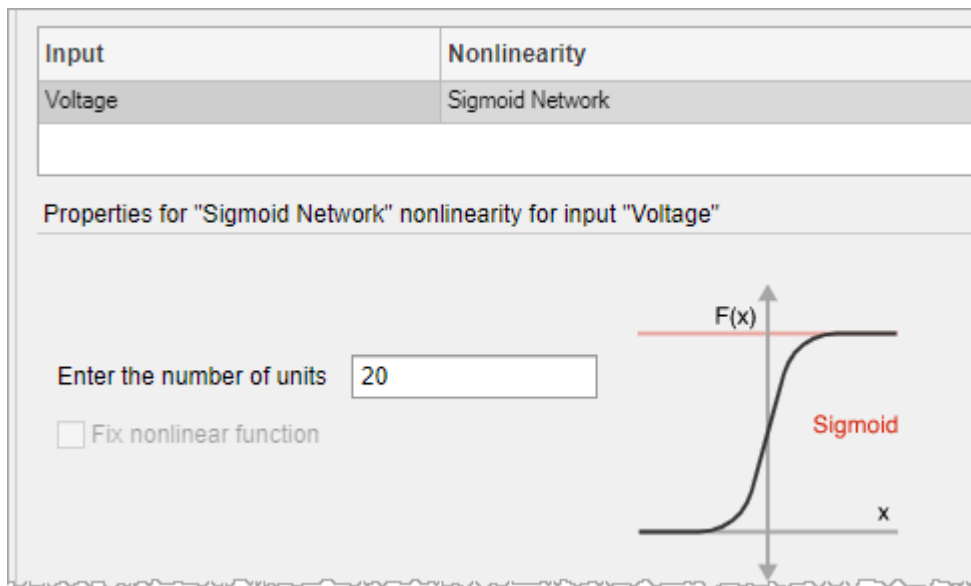 Input Nonlinearity
Voltage Sigmoid Network
Properties for "Sigmoid Network" nonlinearity for input "Voltage"
F(x)
Enter the number of units 20
Fix nonlinear function
Sigmoid
x